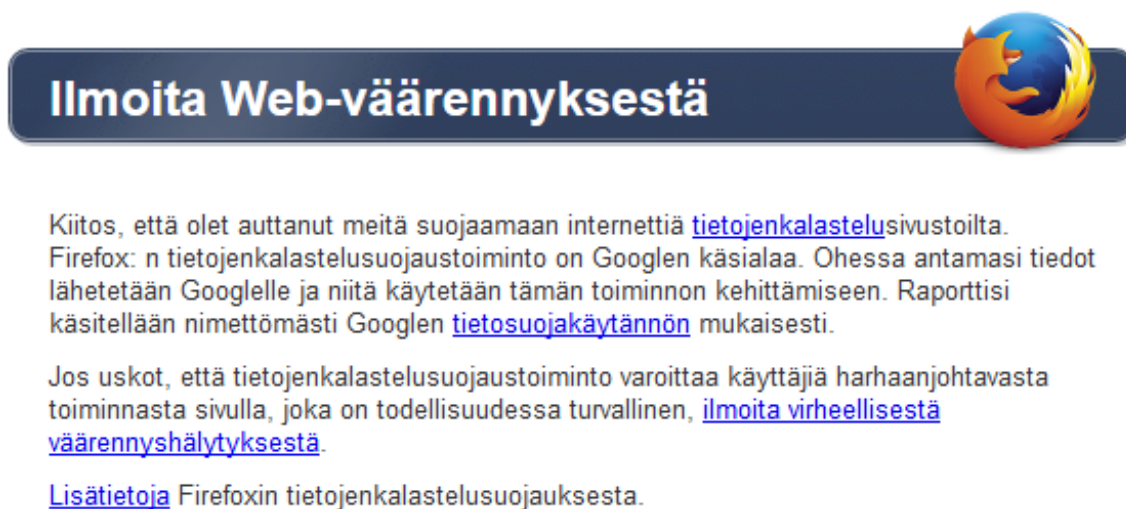 Ilmoita Web-väärennyksestä
Kiitos, että olet auttanut meitä suojaamaan internettiä tietojenkalastelusivustoilta.
Firefox: n tietojenkalastelusuojaustoiminto on Googlen käsialaa. Ohessa antamasi tiedot
lähetetään Googlelle ja niitä käytetään tämän toiminnon kehittämiseen. Raporttisi
käsitellään nimettömästi Googlen tietosuojakäytännön mukaisesti.
Jos uskot, että tietojenkalastelusuojaustoiminto varoittaa käyttäjiä harhaanjohtavasta
toiminnasta sivulla, joka on todellisuudessa turvallinen, ilmoita virheellisestä
väärennyshälytyksestä.
Lisätietoja Firefoxin tietojenkalastelusuojauksesta.